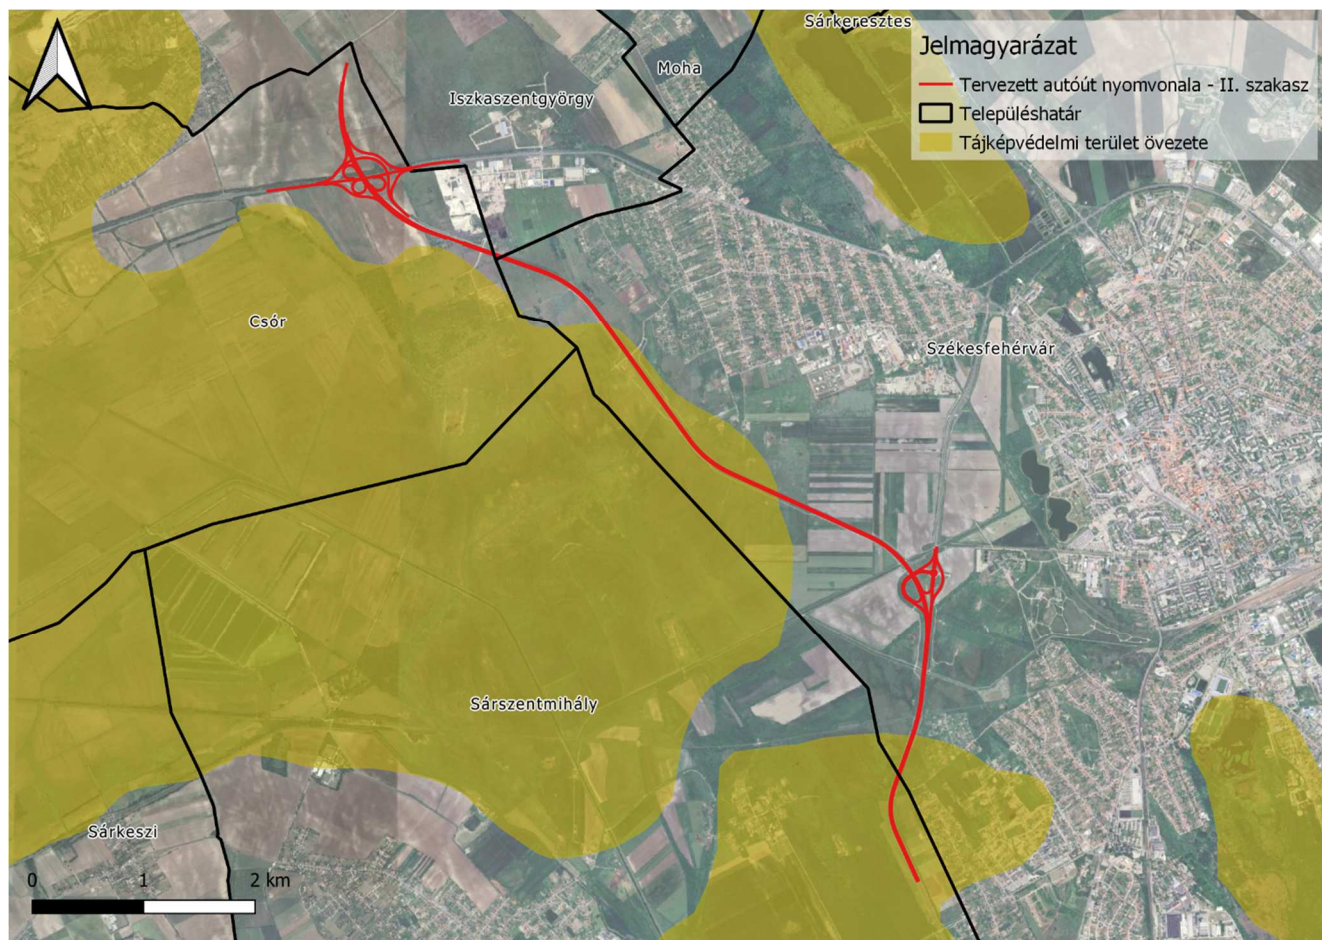 Sárkeresztes
Jelmagyarázat
Tervezett autóút nyomvonala - II. szakasz
Településhatár
Tájképvédelmi terület övezete
Moha
Iszkaszentgyörgy
Csór
Székesfehérvár
Sárszentmihály
Sárkeszi
0 1 2 km